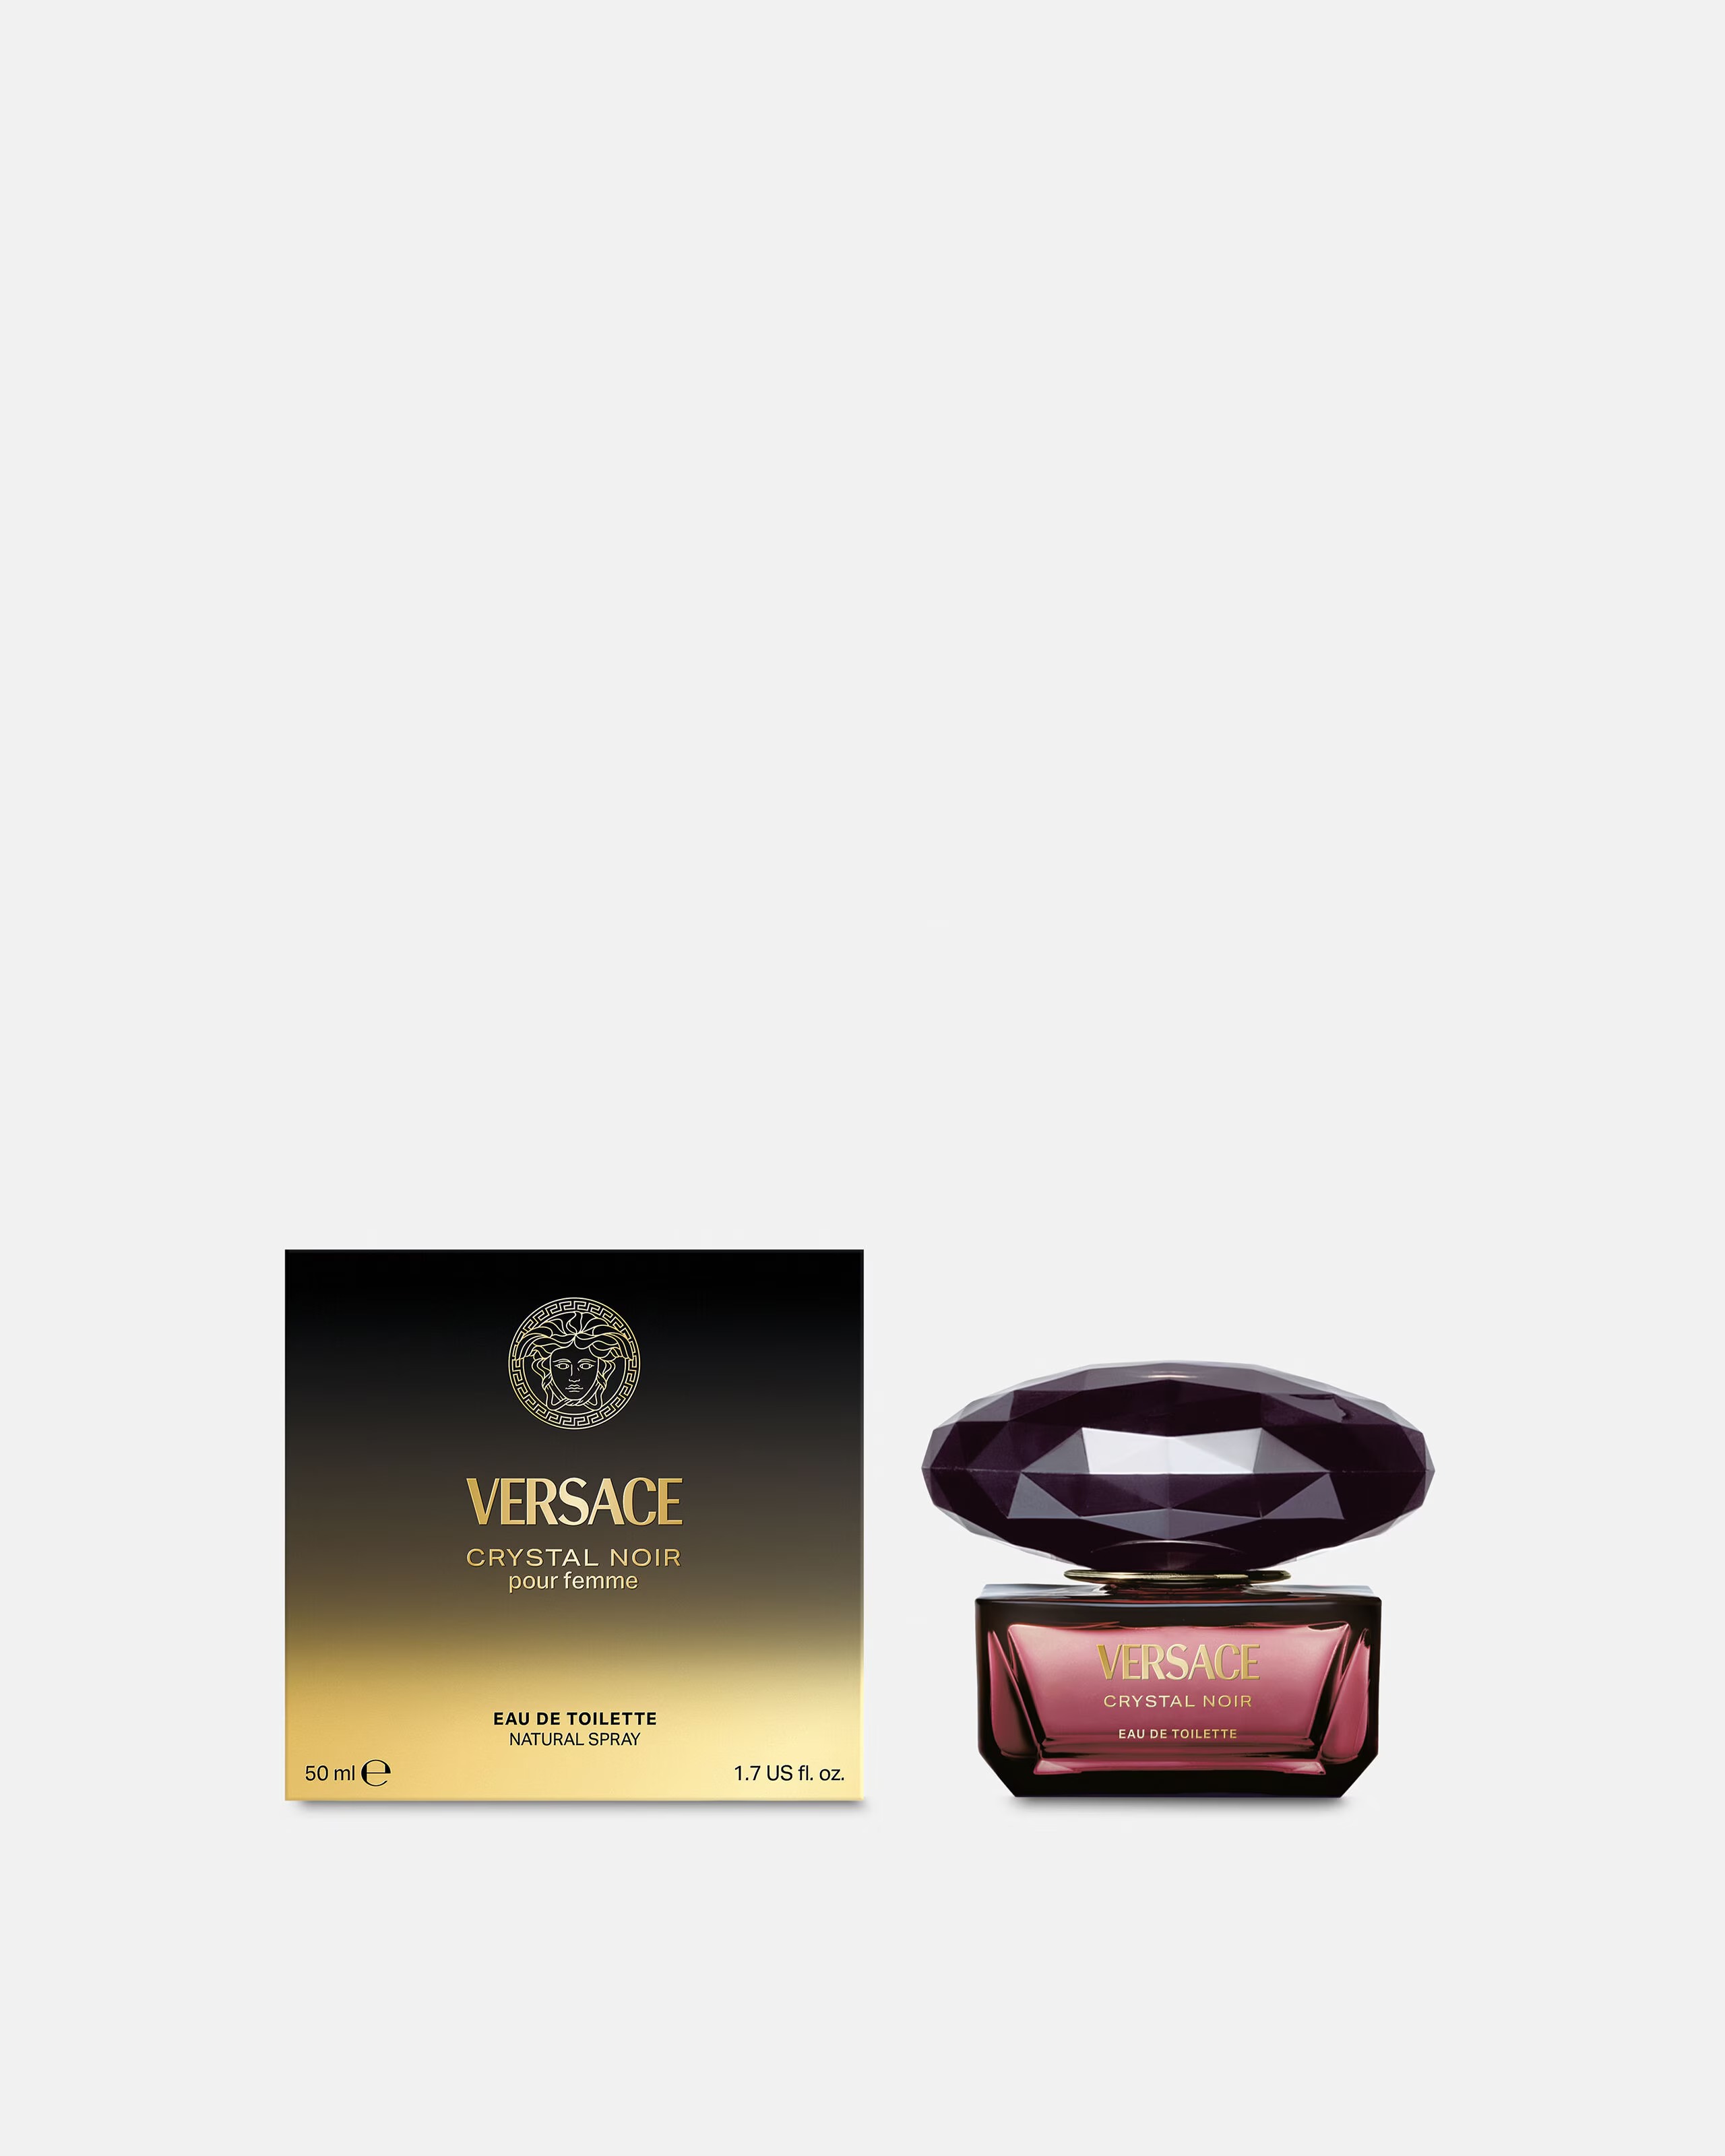 VERSACE
CRYSTAL NOIR
pour femme
EAU DE TOILETTE
NATURAL SPRAY
50 ml ℮
1.7 US fl. oz.
VERSACE
CRYSTAL NOIR
EAU DE TOILETTE